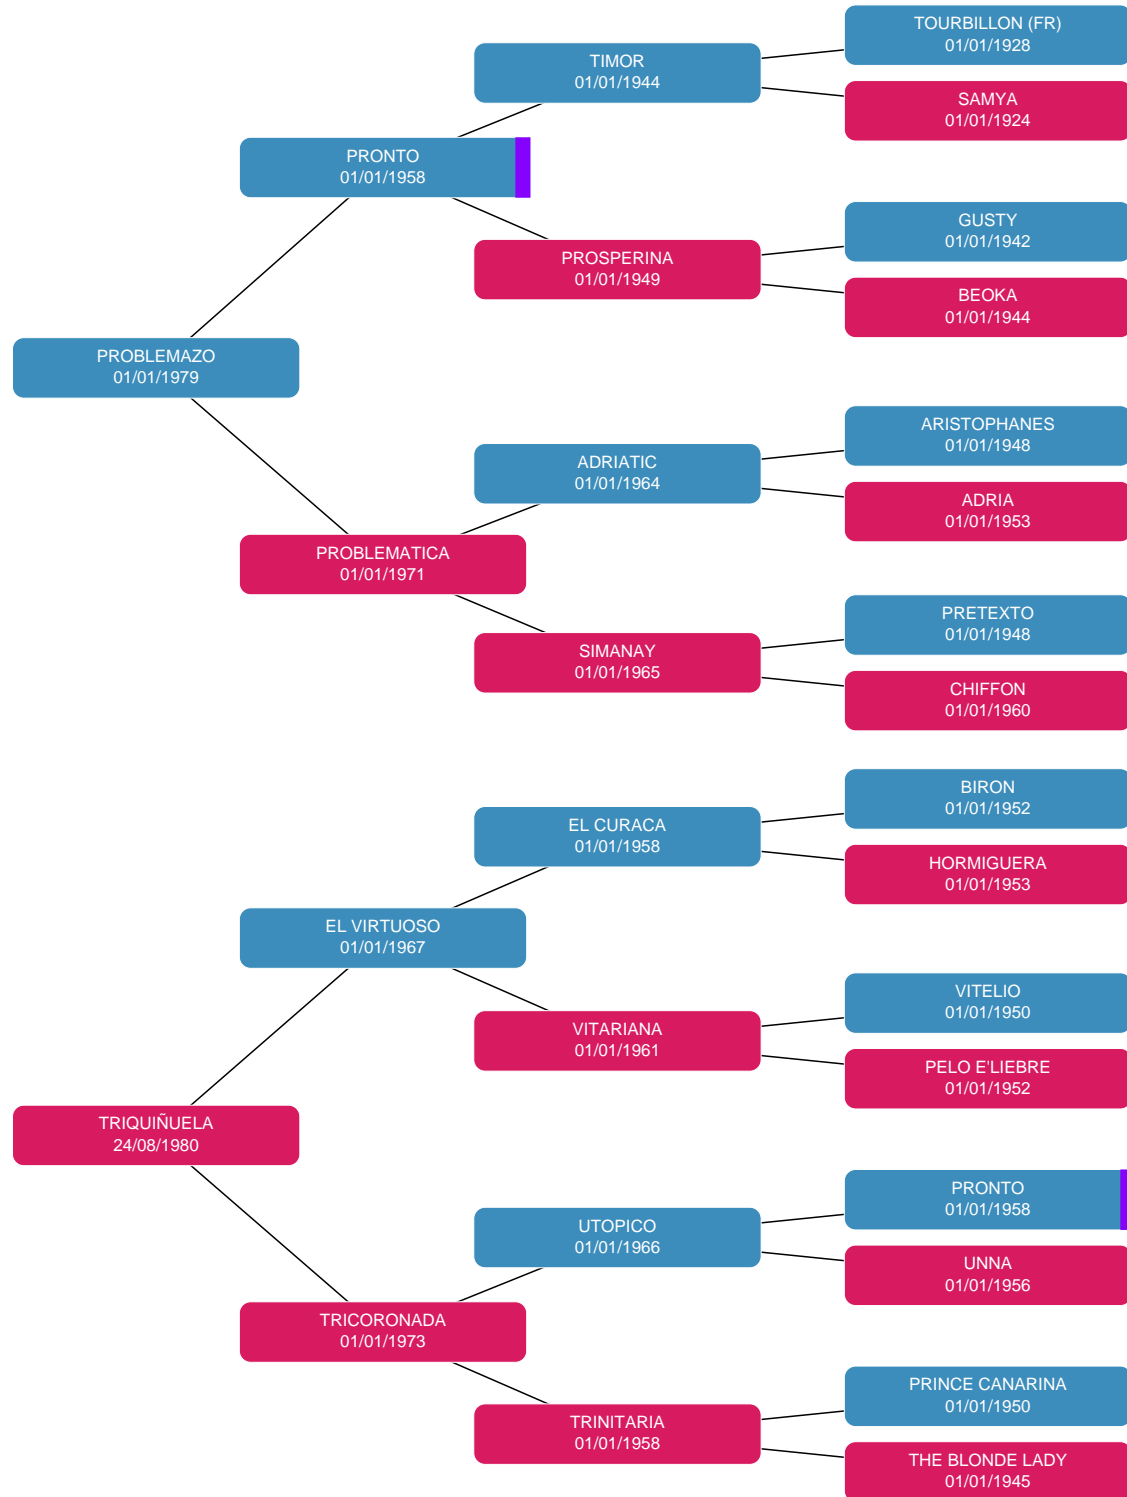 TOURBILLON (FR)
01/01/1928
TIMOR
01/01/1944
SAMYA
01/01/1924
PRONTO
01/01/1958
GUSTY
01/01/1942
PROSPERINA
01/01/1949
BEOKA
01/01/1944
PROBLEMAZO
01/01/1979
ARISTOPHANES
01/01/1948
ADRIATIC
01/01/1964
ADRIA
01/01/1953
PROBLEMATICA
01/01/1971
PRETEXTO
01/01/1948
SIMANAY
01/01/1965
CHIFFON
01/01/1960
BIRON
01/01/1952
EL CURACA
01/01/1958
HORMIGUERA
01/01/1953
EL VIRTUOSO
01/01/1967
VITELIO
01/01/1950
VITARIANA
01/01/1961
PELO E'LIEBRE
01/01/1952
TRIQUIÑUELA
24/08/1980
PRONTO
01/01/1958
UTOPICO
01/01/1966
UNNA
01/01/1956
TRICORONADA
01/01/1973
PRINCE CANARINA
01/01/1950
TRINITARIA
01/01/1958
THE BLONDE LADY
01/01/1945